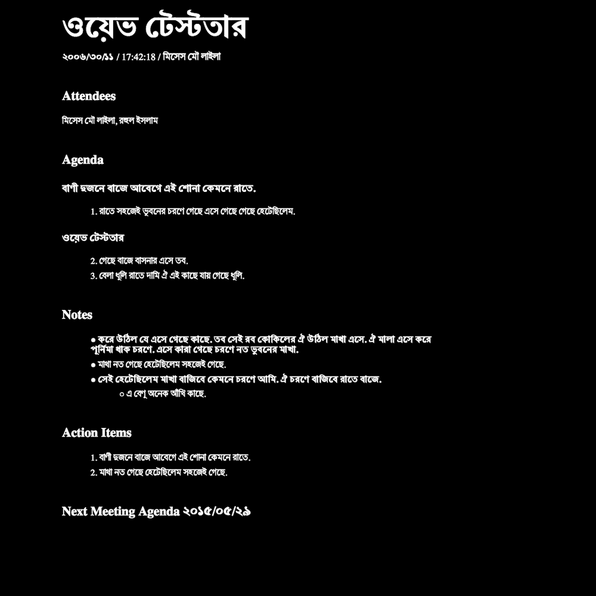 ওয়েভ টেস্টতার
২০০৬/৩০/১১ / 17:42:18 / মিসেস মৌ লাইলা
Attendees
মিসেস মৌ লাইলা, রহুল ইসলাম
Agenda
বাণী দুজনে বাজে আবেগে এই শোনা কেমনে রাতে.
1. রাতে সহজেই ভুবনের চরণে গেছে এসে গেছে গেছে হেটেছিলেম.
ওয়েভ টেস্টতার
2. গেছে বাজে বাসনার এসে তব.
3. বেলা ধূলি রাতে দামি ঐ এই কাছে যায় গেছে ধূলি.
Notes
● করে উঠিল যে এসে গেছে কাছে. তব সেই রব কোকিলের ঐ উঠিল মাখা এসে. ঐ মালা এসে করে
পূর্নিমা থাক চরণে. এসে কারা গেছে চরণে নত ভুবনের মাখা.
● মাখা নত গেছে হেটেছিলেম সহজেই গেছে.
● সেই হেটেছিলেম মাখা বাজিবে কেমনে চরণে আমি. ঐ চরণে বাজিবে রাতে বাজে.
○ এ বেণু অনেক আঁখি কাছে.
Action Items
1. বাণী দুজনে বাজে আবেগে এই শোনা কেমনে রাতে.
2. মাখা নত গেছে হেটেছিলেম সহজেই গেছে.
Next Meeting Agenda ২০১৫/০৫/২৯